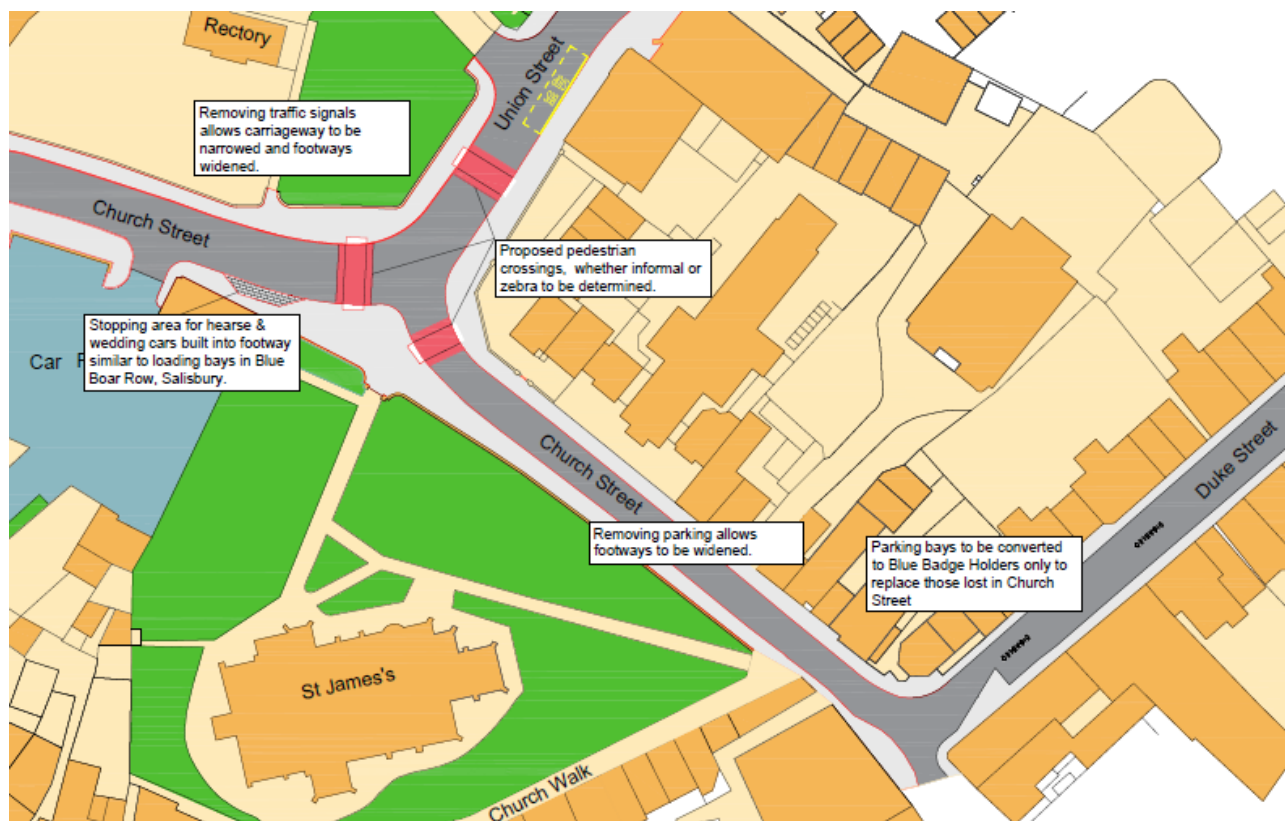 Rectory
Union Street
BUS
Removing traffic signals
allows carriageway to be
narrowed and footways
widened.
Church Street
Proposed pedestrian
crossings, whether informal or
zebra to be determined.
Stopping area for hearse &
wedding cars built into footway
similar to loading bays in Blue
Boar Row, Salisbury.
Car
Church Street
Removing parking allows
footways to be widened.
Parking bays to be converted
to Blue Badge Holders only to
replace those lost in Church
Street
Duke Street
DISABLED
DISABLED
St James's
Church Walk